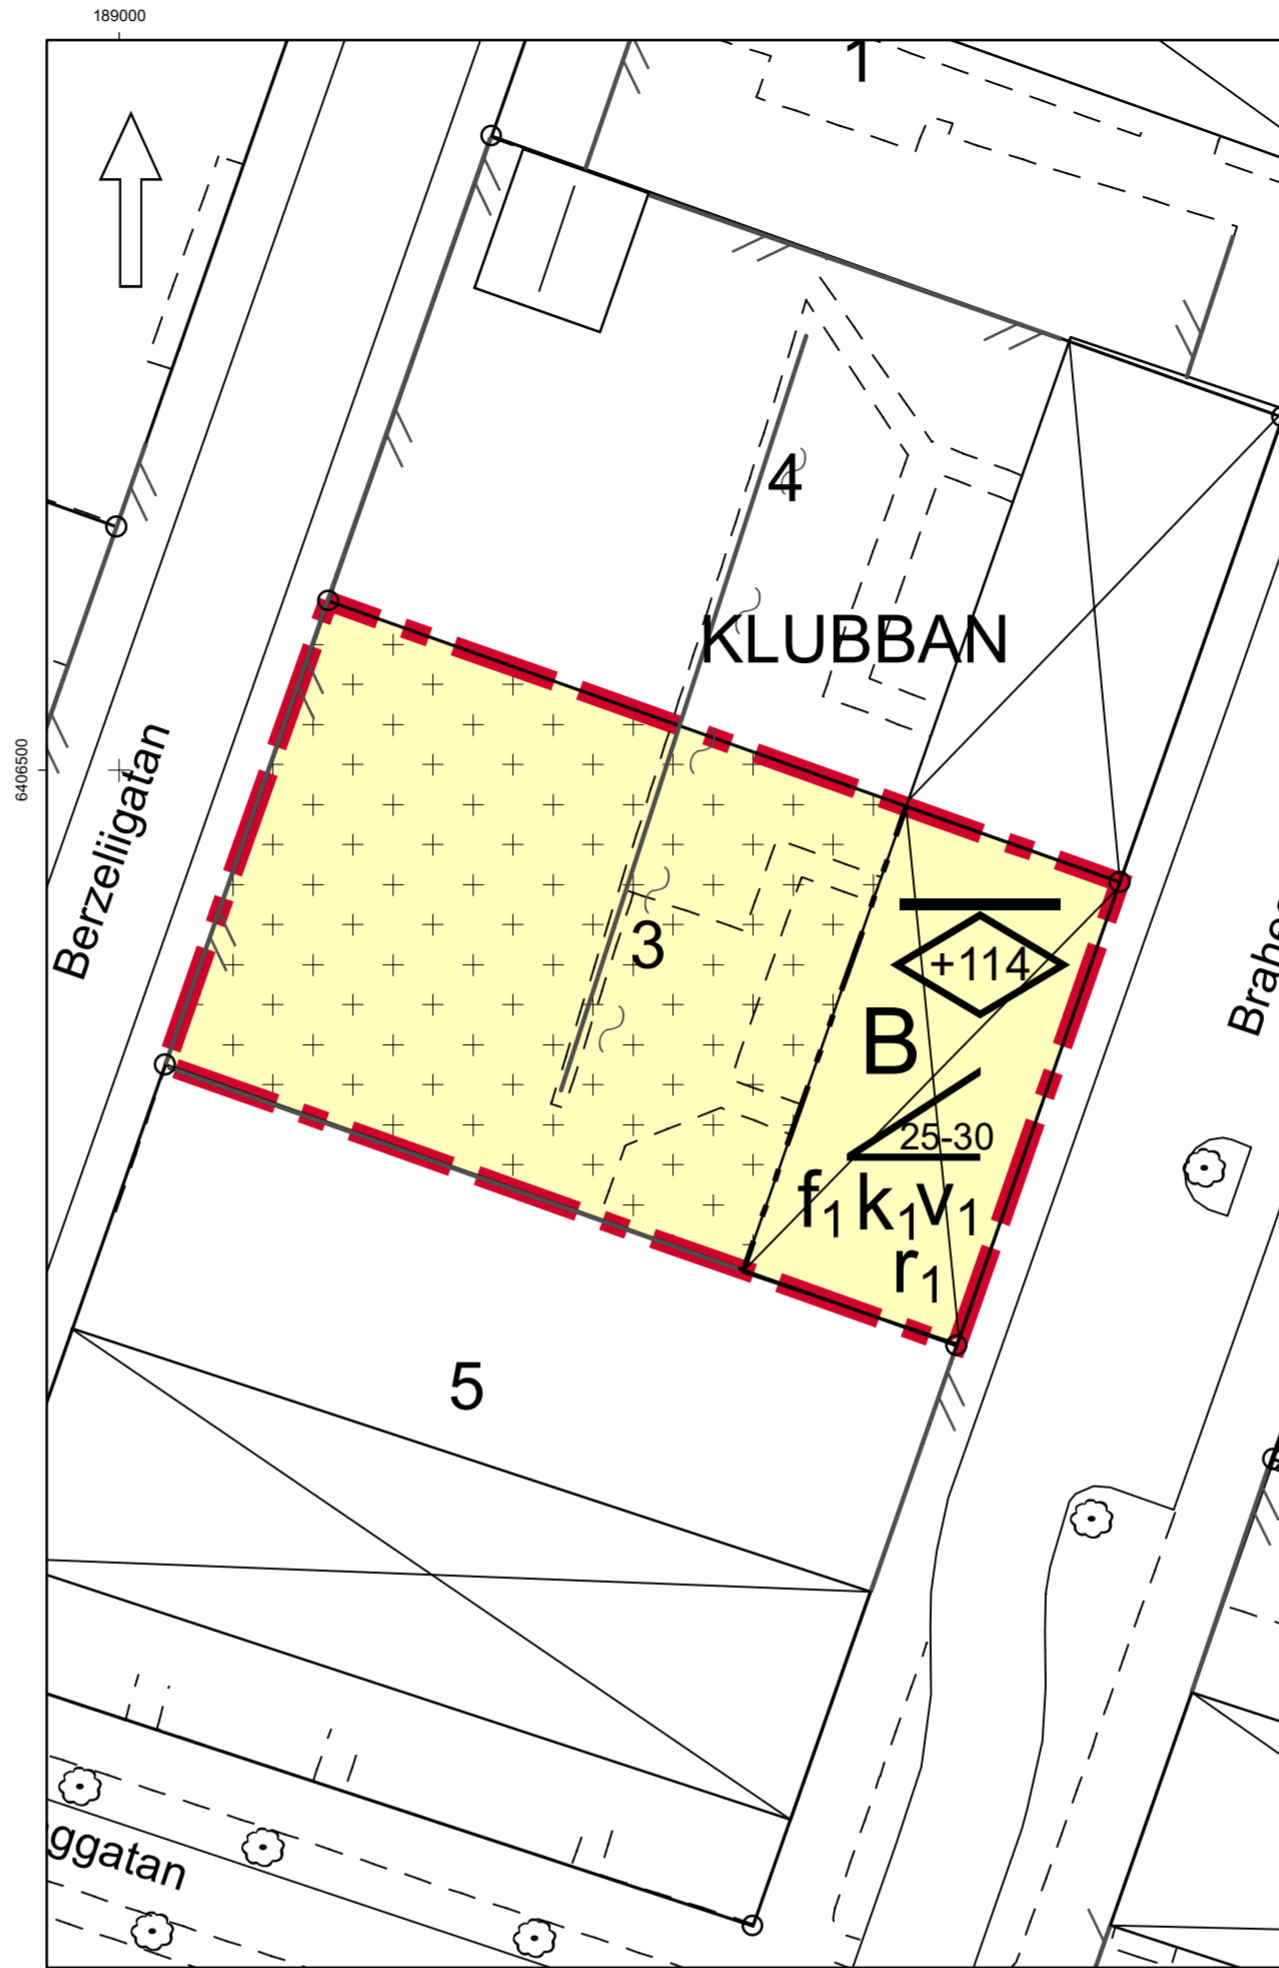 189000
1
4
KLUBBAN
6406500
Berzeliigatan
3
+114
B
25-30
f1 k1 v1
r1
5
ggatan